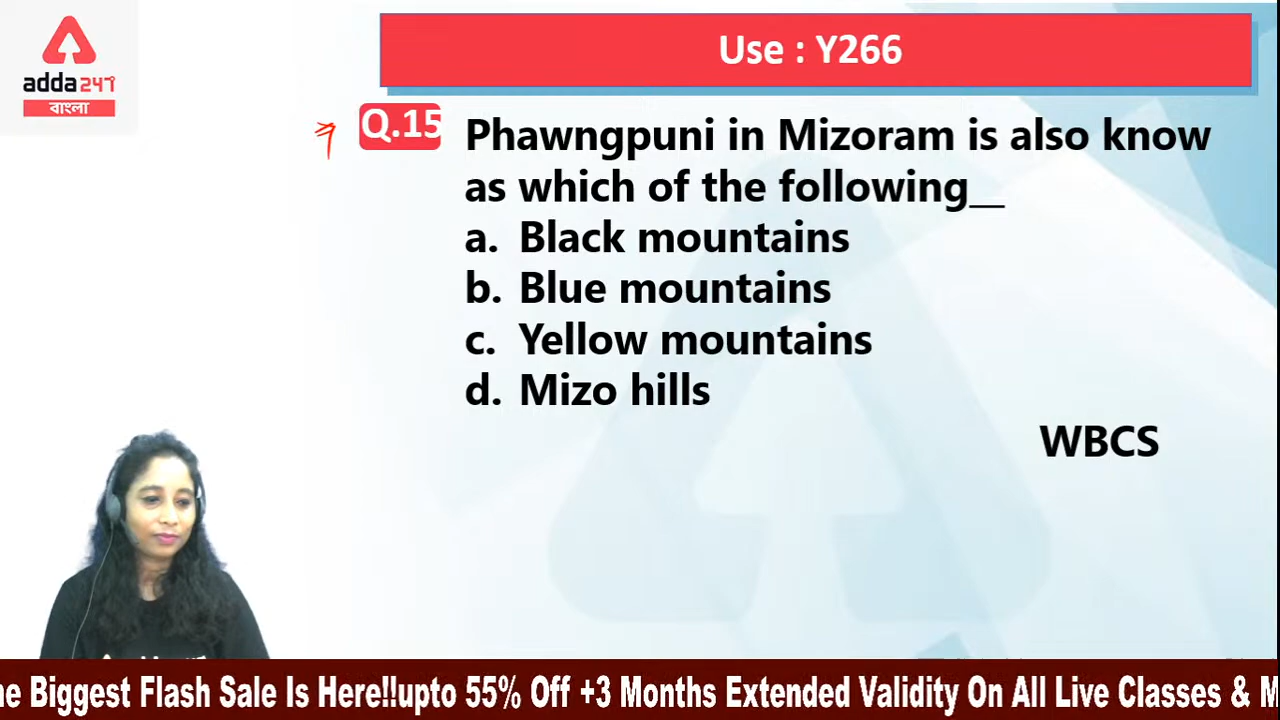 adda247
বাংলা
Use : Y266
Q.15
Phawngpuni in Mizoram is also know
as which of the following__
a. Black mountains
b. Blue mountains
c. Yellow mountains
d. Mizo hills
WBCS
he Biggest Flash Sale Is Here!!upto 55% Off +3 Months Extended Validity On All Live Classes & M